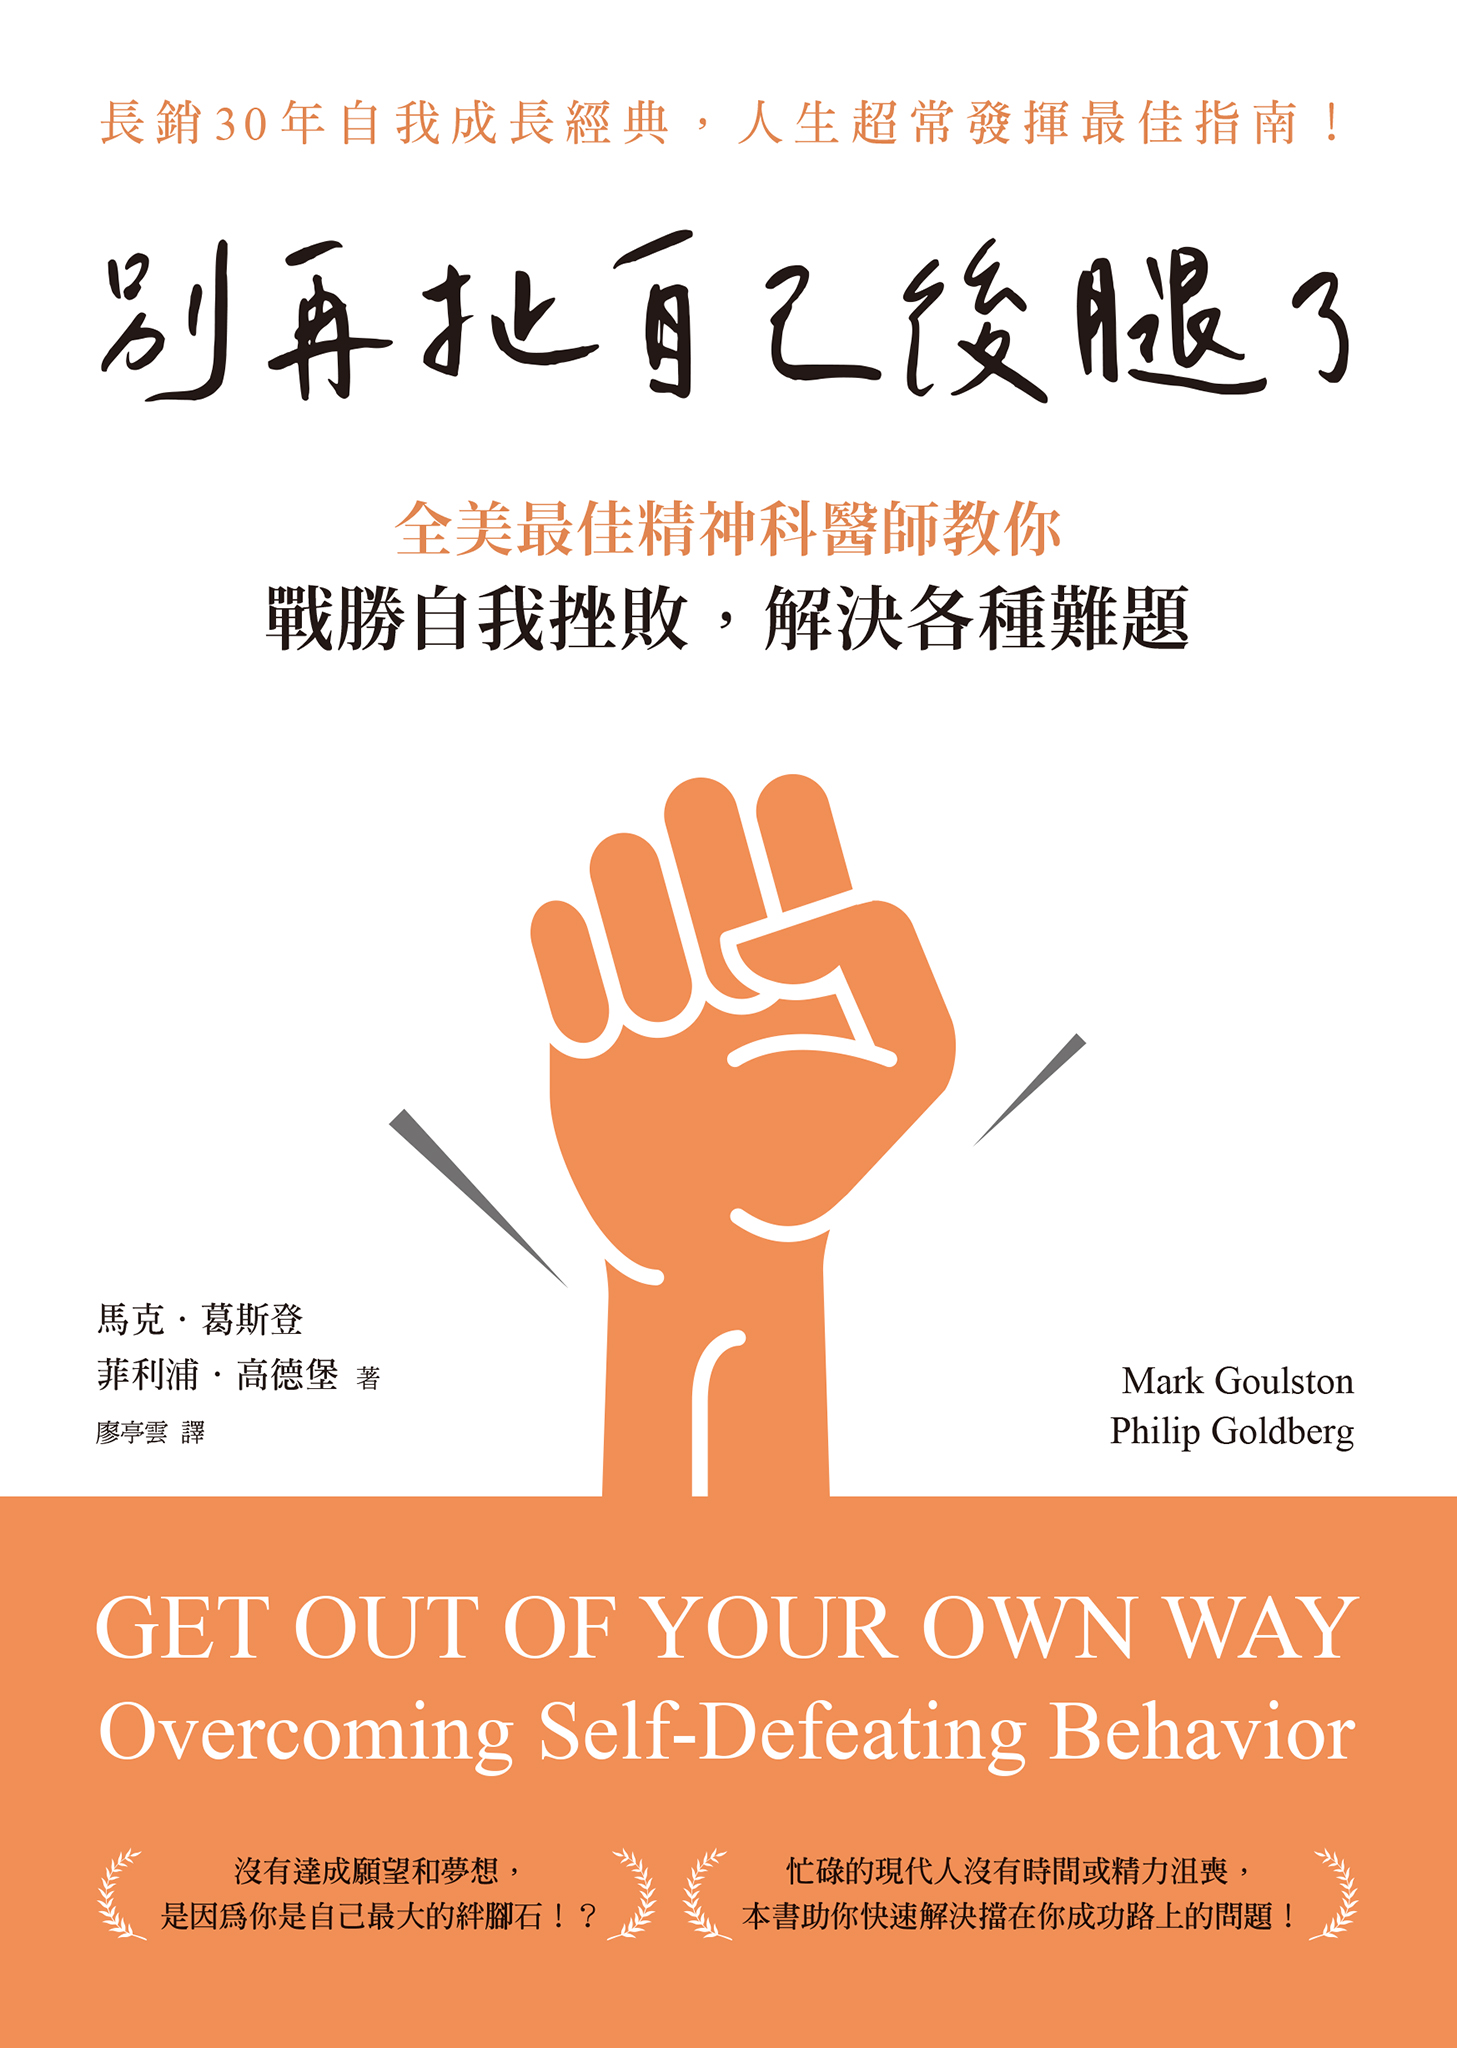 長銷30年自我成長經典，人生超常發揮最佳指南！
別再扯自己後腿了
全美最佳精神科醫師教你
戰勝自我挫敗，解決各種難題
馬克．葛斯登
菲利浦．高德堡 著
廖亭雲 譯
Mark Goulston
Philip Goldberg
GET OUT OF YOUR OWN WAY
Overcoming Self-Defeating Behavior
沒有達成願望和夢想，
是因爲你是自己最大的絆腳石！？
忙碌的現代人沒有時間或精力沮喪，
本書助你快速解決擋在你成功路上的問題！